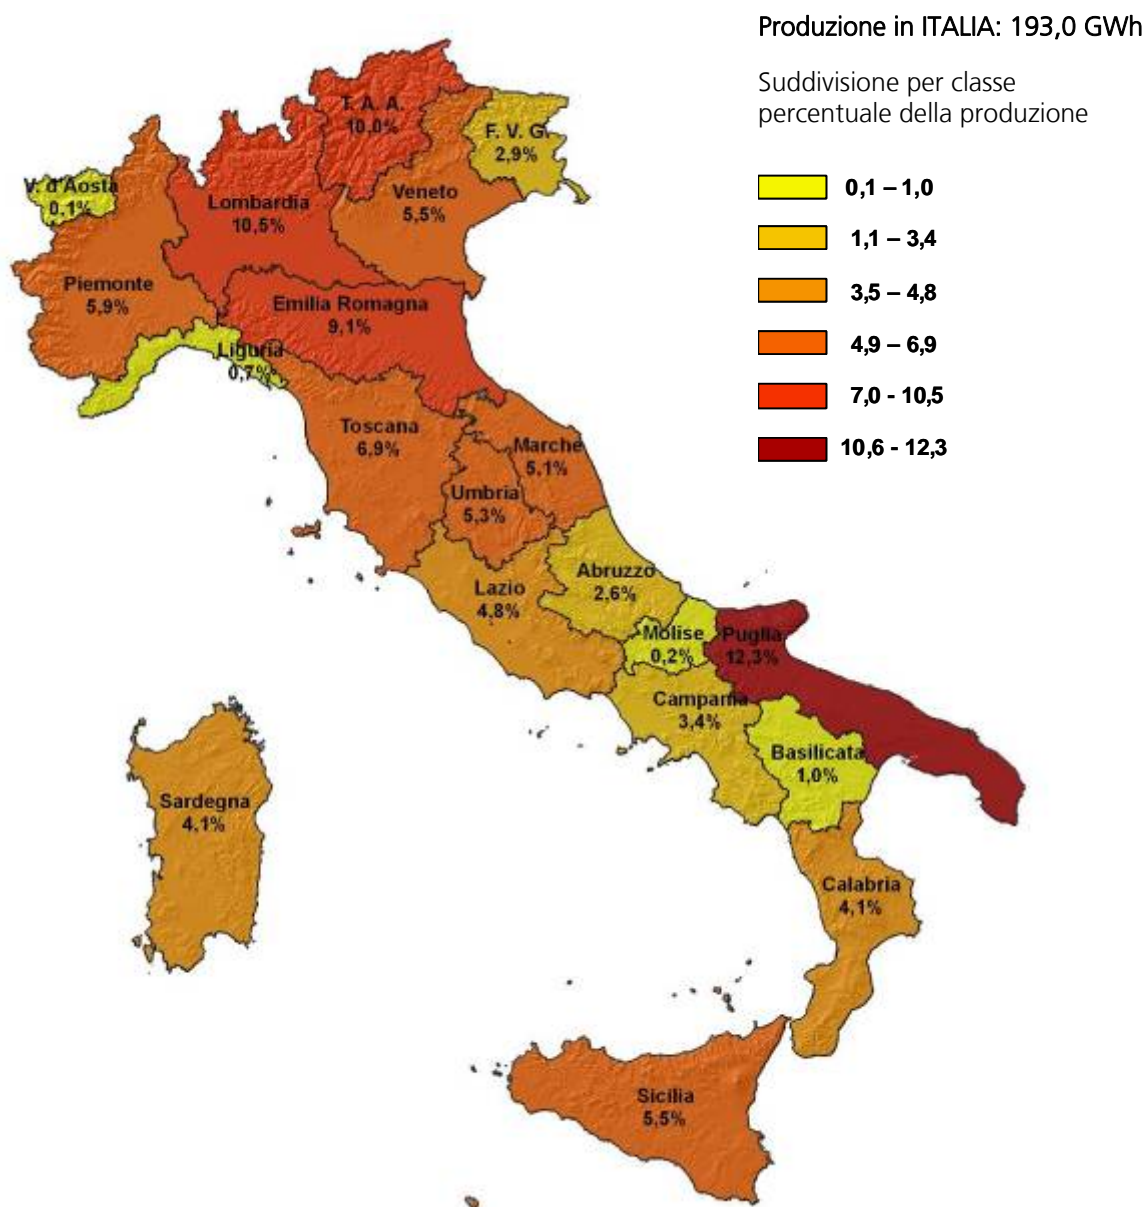 Produzione in ITALIA: 193,0 GWh
Suddivisione per classe
percentuale della produzione
0,1 – 1,0
1,1 – 3,4
3,5 – 4,8
4,9 – 6,9
7,0 - 10,5
10,6 - 12,3
T. A. A.
10,0%
F. V. G.
2,9%
V. d'Aosta
0,1%
Lombardia
10,5%
Veneto
5,5%
Piemonte
5,9%
Emilia Romagna
9,1%
Liguria
0,7%
Toscana
6,9%
Marche
5,1%
Umbria
5,3%
Lazio
4,8%
Abruzzo
2,6%
Molise
0,2%
Puglia
12,3%
Campania
3,4%
Basilicata
1,0%
Sardegna
4,1%
Calabria
4,1%
Sicilia
5,5%